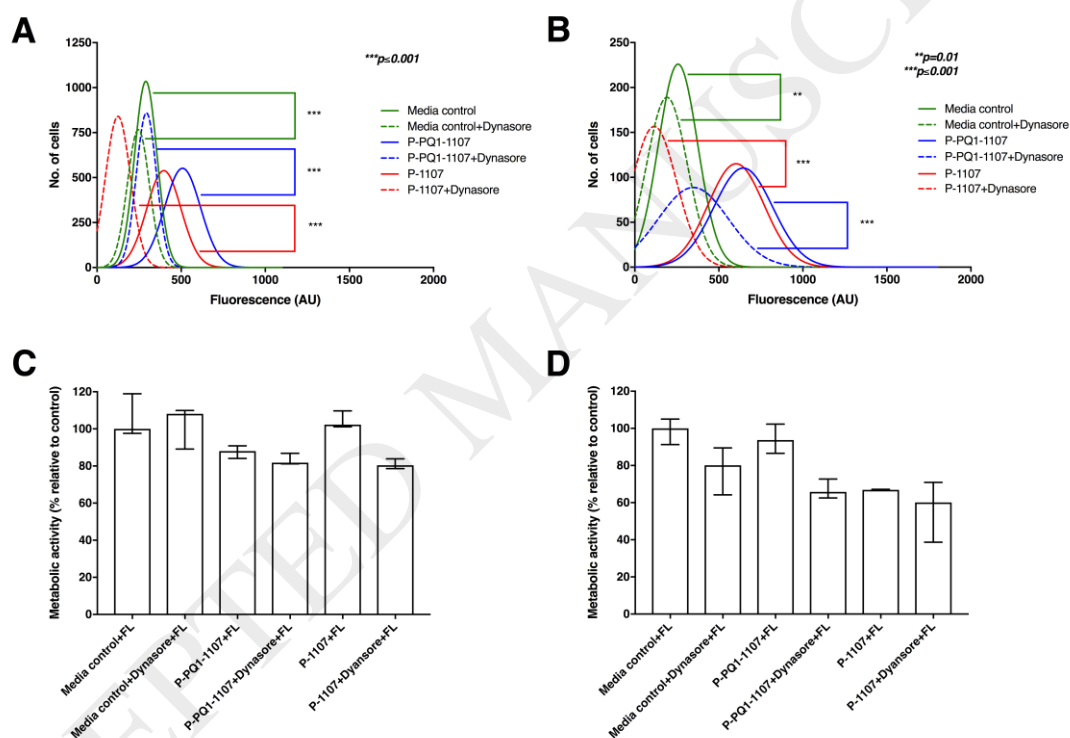 A
***p≤0.001
1250
1000
750
500
250
0
No. of cells
0
500
1000
1500
2000
Fluorescence (AU)
***
***
***
Media control
Media control+Dynasore
P-PQ1-1107
P-PQ1-1107+Dynasore
P-1107
P-1107+Dynasore
B
**p=0.01
***p≤0.001
250
200
150
100
50
0
No. of cells
0
500
1000
1500
2000
Fluorescence (AU)
**
***
***
Media control
Media control+Dynasore
P-PQ1-1107
P-PQ1-1107+Dynasore
P-1107
P-1107+Dynasore
C
120
100
80
60
40
20
0
Metabolic activity (% relative to control)
Media control+FL
Media control+Dynasore+FL
P-PQ1-1107+FL
P-PQ1-1107+Dynasore+FL
P-1107+FL
P-1107+Dyansore+FL
D
120
100
80
60
40
20
0
Metabolic activity (% relative to control)
Media control+FL
Media control+Dynasore+FL
P-PQ1-1107+FL
P-PQ1-1107+Dynasore+FL
P-1107+FL
P-1107+Dyansore+FL
EPTED MANUSCR